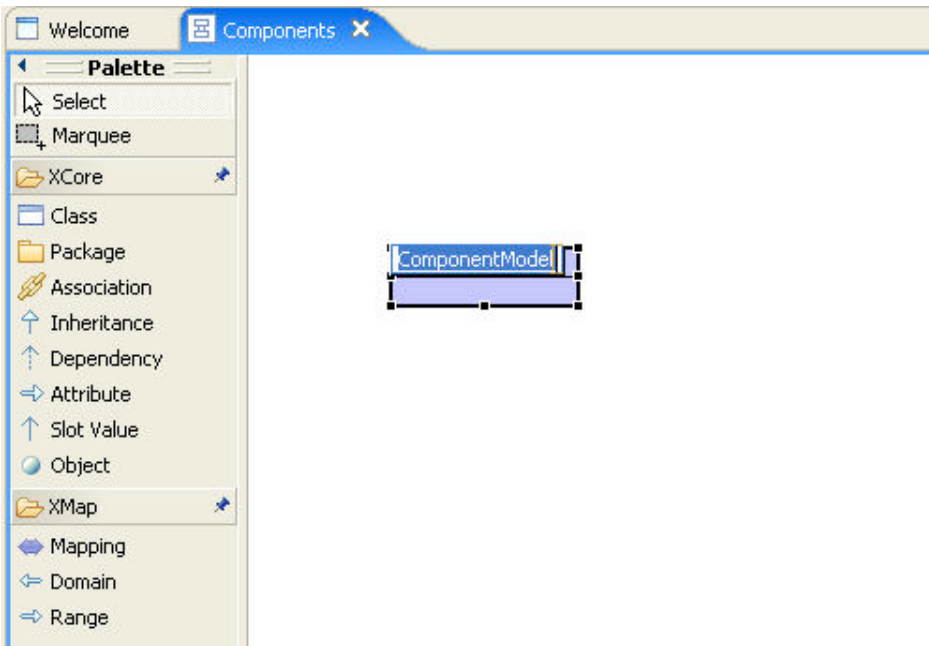 Welcome
Components
Palette
Select
Marquee
XCore
Class
Package
Association
Inheritance
Dependency
Attribute
Slot Value
Object
XMap
Mapping
Domain
Range
ComponentModel